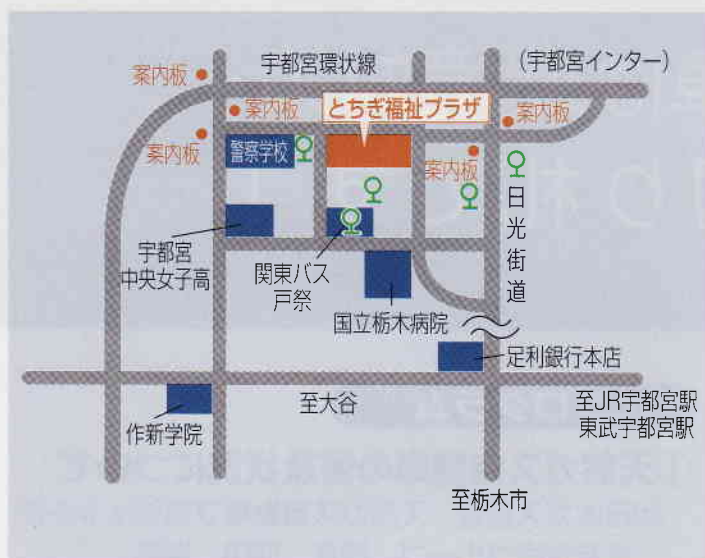 宇都宮環状線
(宇都宮インター)
案内板
案内板
とちぎ福祉プラザ
案内板
案内板
警察学校
案内板
日光街道
宇都宮
中央女子高
関東バス
戸祭
国立栃木病院
足利銀行本店
至大谷
至JR宇都宮駅
東武宇都宮駅
作新学院
至栃木市